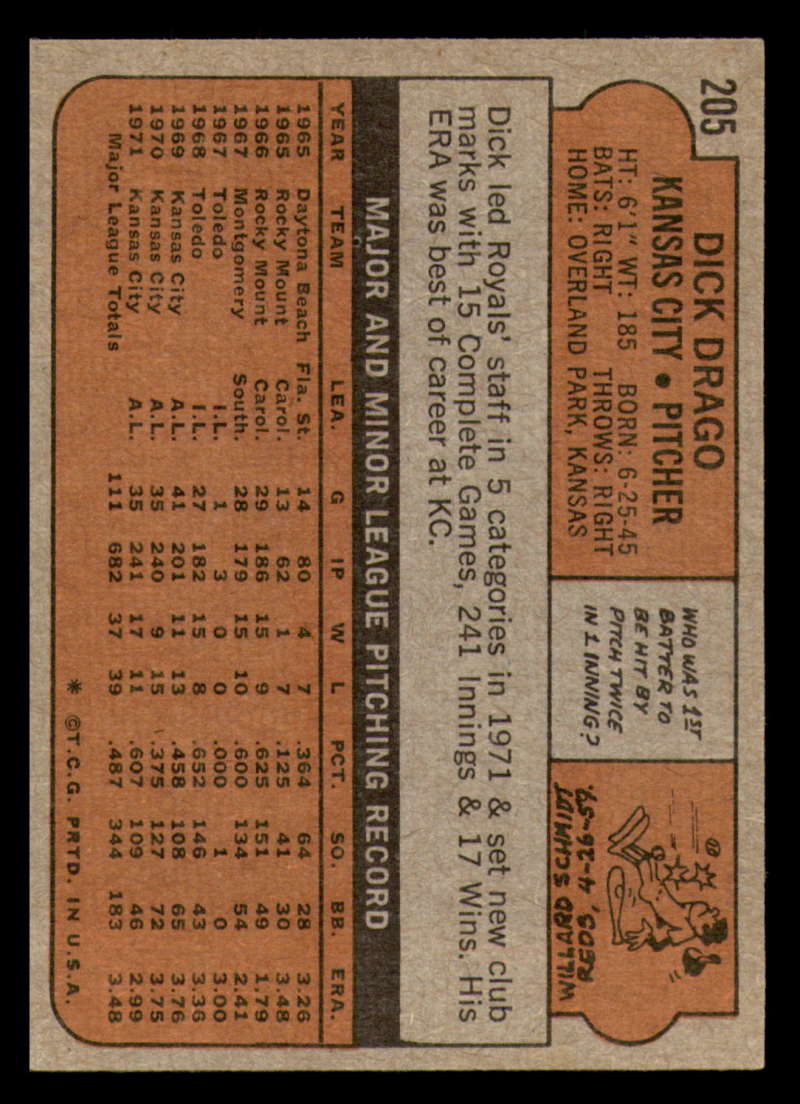 205
DICK DRAGO
KANSAS CITY • PITCHER
HT: 6'1" WT: 185 BORN: 6-25-45
BATS: RIGHT THROWS: RIGHT
HOME: OVERLAND PARK, KANSAS
WHO WAS 1ST
BATTER TO
BE HIT BY
PITCH TWICE
IN 1 INNING?
WILLARD SCHMIDT
REDS, 4-26-59.
Dick led Royals' staff in 5 categories in 1971 & set new club
marks with 15 Complete Games, 241 Innings & 17 Wins. His
ERA was best of career at KC.
MAJOR AND MINOR LEAGUE PITCHING RECORD
YEAR TEAM LEA. G IP W L PCT. SO. BB. ERA.
1965 Daytona Beach Fla. St. 14 80 4 7 .364 64 28 3.26
1965 Rocky Mount Carol. 13 62 1 7 .125 41 30 3.48
1966 Rocky Mount Carol. 29 186 15 9 .625 151 49 1.79
1967 Montgomery South. 28 179 15 10 .600 134 54 2.41
1967 Toledo I.L. 1 3 0 0 .000 1 0 3.00
1968 Toledo I.L. 27 182 15 8 .652 146 43 3.36
1969 Kansas City A.L. 41 201 11 13 .458 108 65 3.76
1970 Kansas City A.L. 35 240 9 15 .375 127 72 3.75
1971 Kansas City A.L. 35 241 17 11 .607 109 46 2.99
Major League Totals 111 682 37 39 .487 344 183 3.48
* ©T.C.G. PRTD. IN U.S.A.